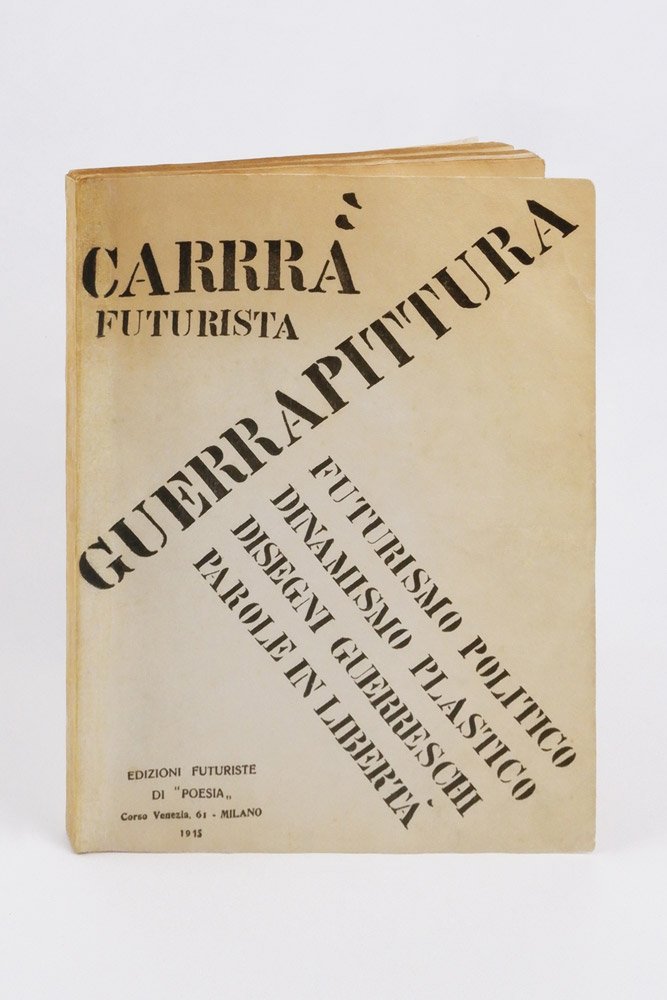 CARRRÀ
FUTURISTA
GUERRAPITTURA
FUTURISMO POLITICO
DINAMISMO PLASTICO
DISEGNI GUERRESCHI
PAROLE IN LIBERTÀ
EDIZIONI FUTURISTE
DI "POESIA„
Corso Venezia, 61 - MILANO
1915